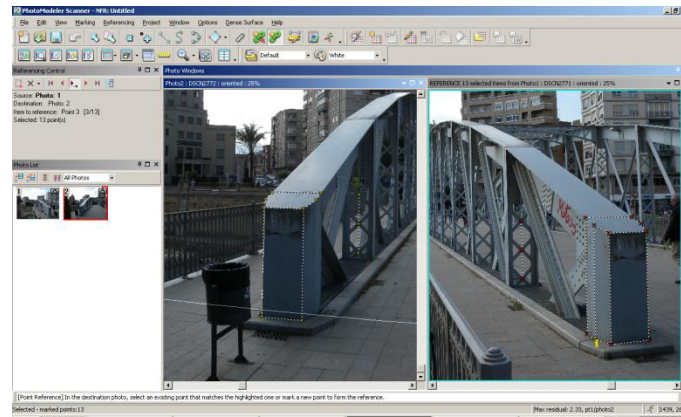 PhotoModeler Scanner - NFR: Untitled
File Edit View Marking Referencing Project Window Options Dense Surface Help
Default
White
Referencing Control
Photo Windows
Source: Photo: 1
Destination: Photo: 2
Item to reference: Point 3 [3/13]
Selected: 13 point(s)
Photo2 : DSCN2772 : oriented : 25%
REFERENCE 13 selected items from Photo1 : DSCN2771 : oriented : 25%
Photo List
All Photos
1
2
[Point Reference] In the destination photo, select an existing point that matches the highlighted one or mark a new point to form the reference.
Selected - marked points:13
Max residual: 2.33, pt1/photo2